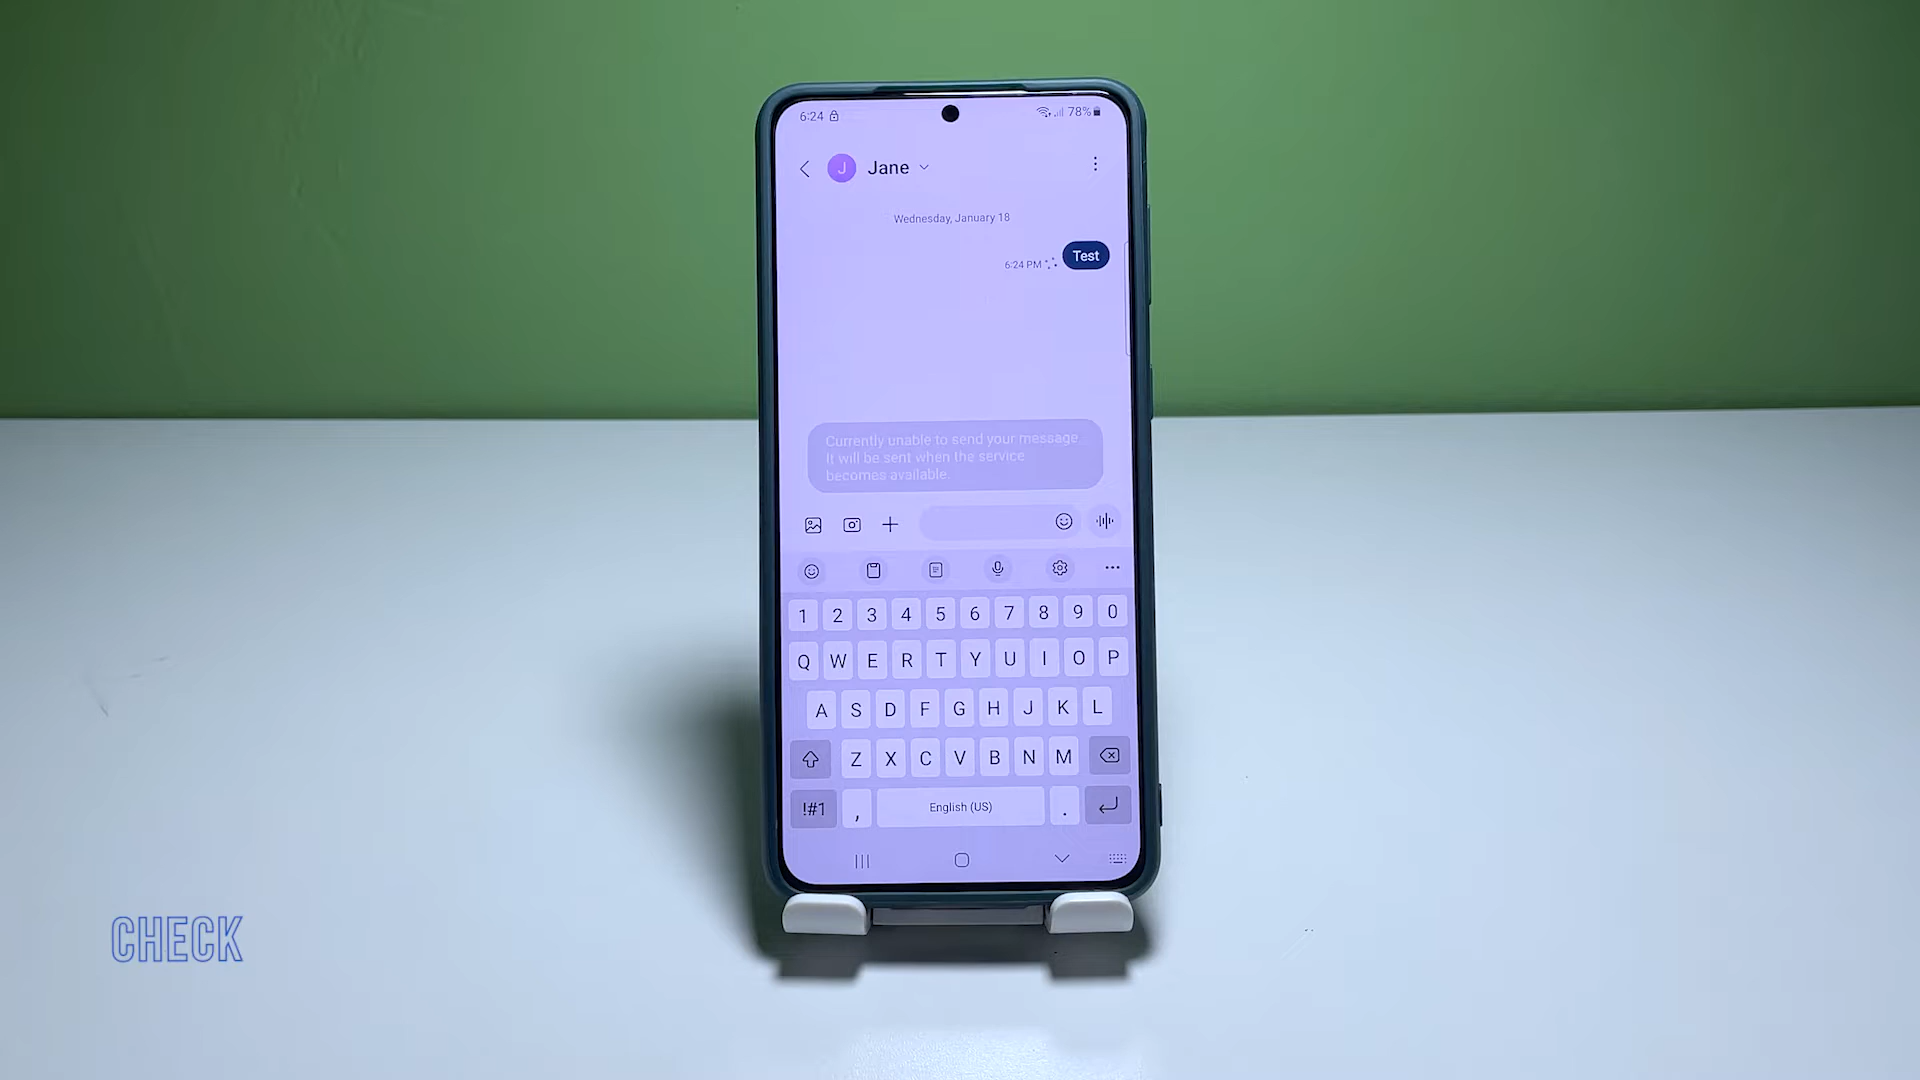 6:24
78%
J
Jane
Wednesday, January 18
6:24 PM
Test
Currently unable to send your message.
It will be sent when the service
becomes available.
1 2 3 4 5 6 7 8 9 0
Q W E R T Y U I O P
A S D F G H J K L
Z X C V B N M
!#1 , English (US) .
CHECK